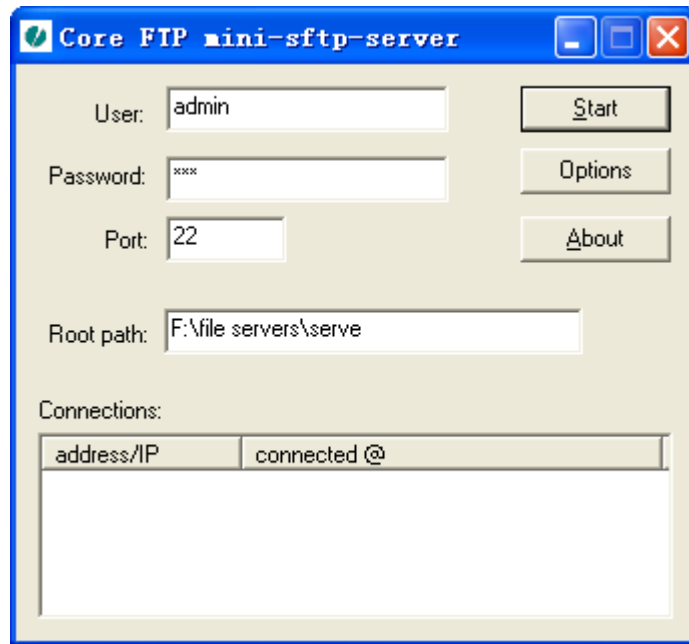 Core FTP mini-sftp-server
User: admin Start
Password: *** Options
Port: 22 About
Root path: F:\file servers\serve
Connections:
address/IP connected @